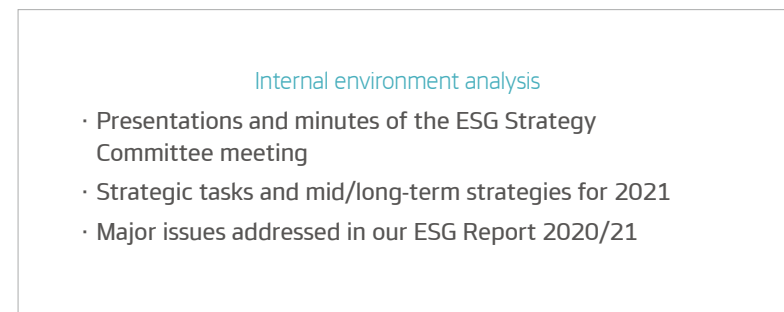 Internal environment analysis
· Presentations and minutes of the ESG Strategy
Committee meeting
· Strategic tasks and mid/long-term strategies for 2021
· Major issues addressed in our ESG Report 2020/21